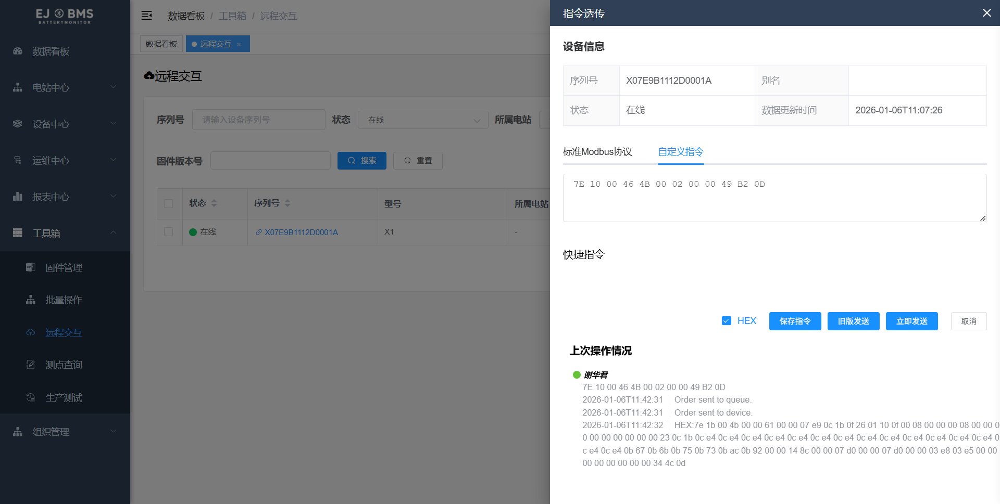 EJ BMS
BATTERYMONITOR
数据看板
电站中心
设备中心
运维中心
报表中心
工具箱
固件管理
批量操作
远程交互
测点查询
生产测试
组织管理
数据看板 / 工具箱 / 远程交互
数据看板
远程交互 ×
远程交互
序列号 请输入设备序列号 状态 在线 所属电站
固件版本号 搜索 重置
状态 序列号 型号 所属电站
在线 X07E9B1112D0001A X1 -
指令透传
设备信息
序列号 X07E9B1112D0001A 别名
状态 在线 数据更新时间 2026-01-06T11:07:26
标准Modbus协议 自定义指令
7E 10 00 46 4B 00 02 00 00 49 B2 0D
快捷指令
HEX 保存指令 旧版发送 立即发送 取消
上次操作情况
谢华君
7E 10 00 46 4B 00 02 00 00 49 B2 0D
2026-01-06T11:42:31 Order sent to queue.
2026-01-06T11:42:31 Order sent to device.
2026-01-06T11:42:32 HEX:7e 1b 00 4b 00 00 61 00 00 07 e9 0c 1b 0f 26 01 10 0f 00 08 00 00 00 08 00 00 0
0 00 00 00 00 00 00 23 0c 1b 0c e4 0c e4 0c e4 0c e4 0c e4 0c e4 0c e4 0c e4 0c e4 0c e4 0c e4 0c e4 0
c e4 0c e4 0b 67 0b 6b 0b 75 0b 73 0b ac 0b 92 00 00 14 8c 00 00 07 d0 00 00 07 d0 00 00 03 e8 03 e5 00 00
00 00 00 00 00 00 34 4c 0d